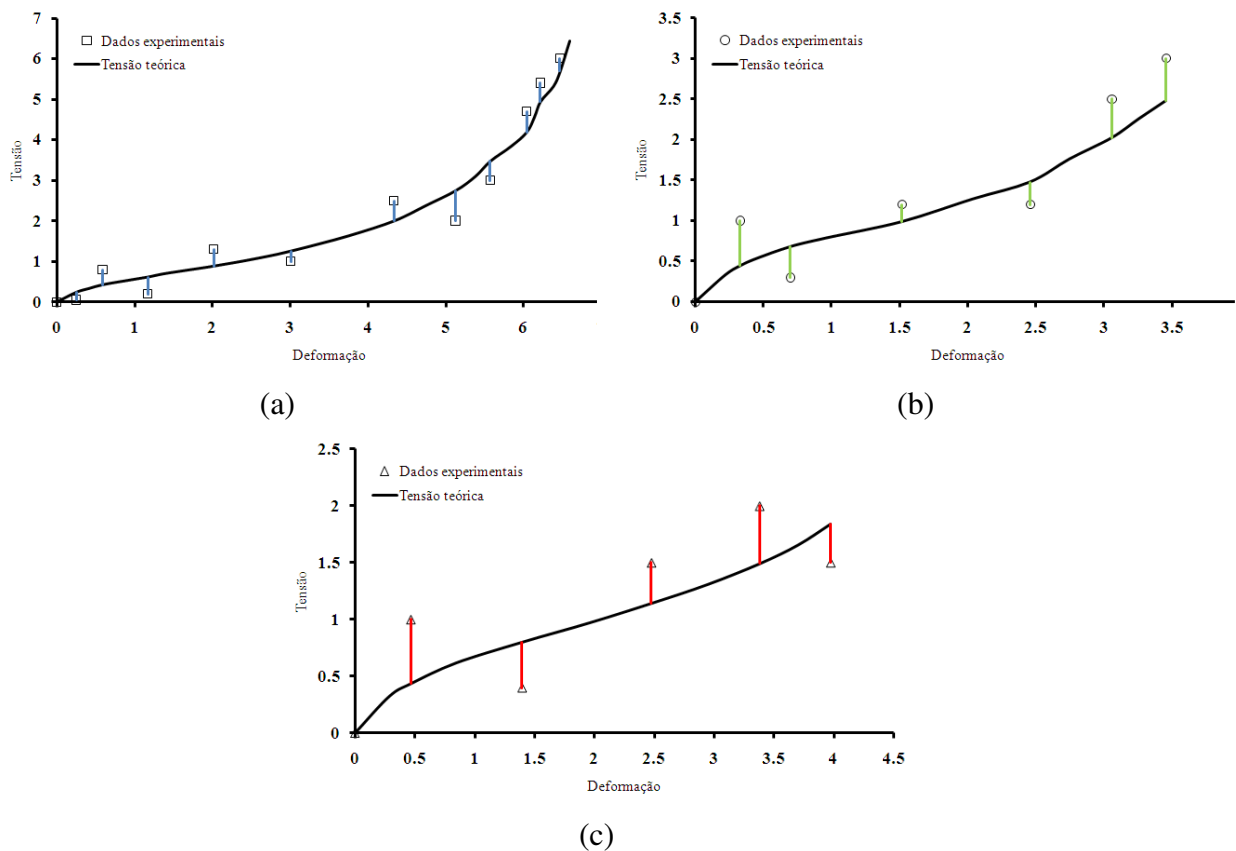 7
6
5
4
3
2
1
0
Tensão
Dados experimentais
Tensão teórica
0 1 2 3 4 5 6
Deformação
(a)
3.5
3
2.5
2
1.5
1
0.5
0
Tensão
Dados experimentais
Tensão teórica
0 0.5 1 1.5 2 2.5 3 3.5
Deformação
(b)
2.5
2
1.5
1
0.5
0
Tensão
Dados experimentais
Tensão teórica
0 0.5 1 1.5 2 2.5 3 3.5 4 4.5
Deformação
(c)